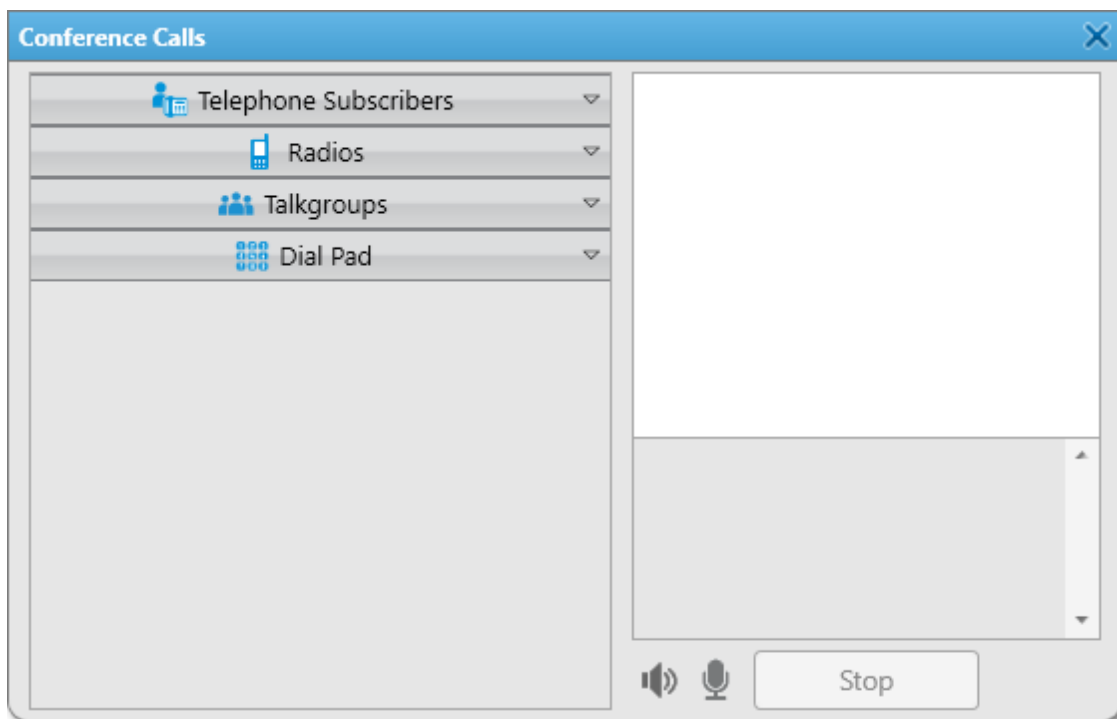 Conference Calls
Telephone Subscribers
Radios
Talkgroups
Dial Pad
Stop